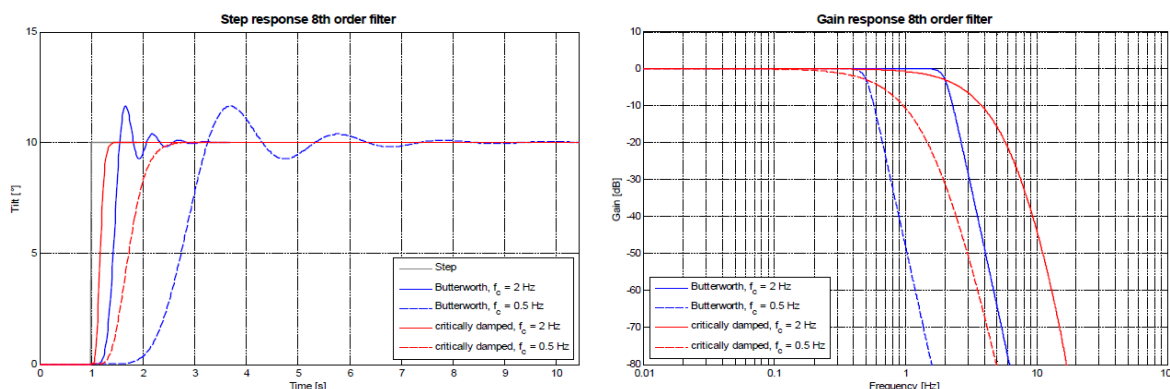 Step response 8th order filter
15
10
5
0
Tilt [°]
0 1 2 3 4 5 6 7 8 9 10
Time [s]
Step
Butterworth, fc = 2 Hz
Butterworth, fc = 0.5 Hz
critically damped, fc = 2 Hz
critically damped, fc = 0.5 Hz
Gain response 8th order filter
10
0
-10
-20
-30
-40
-50
-60
-70
-80
Gain [dB]
0.01 0.1 1 10 100
Frequency [Hz]
Butterworth, fc = 2 Hz
Butterworth, fc = 0.5 Hz
critically damped, fc = 2 Hz
critically damped, fc = 0.5 Hz